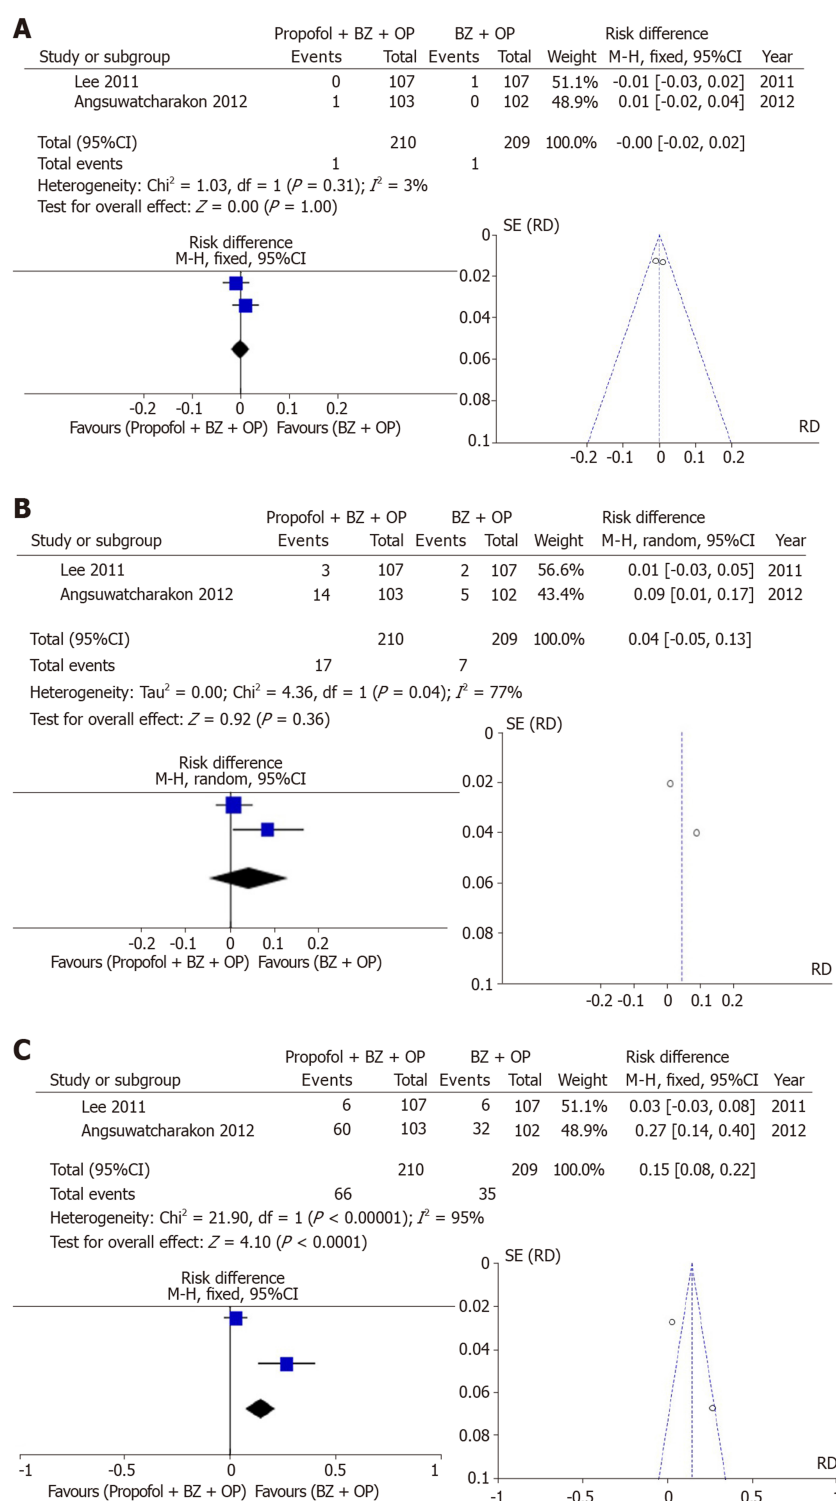 A
Propofol + BZ + OP BZ + OP Risk difference
Study or subgroup Events Total Events Total Weight M-H, fixed, 95%CI Year
Lee 2011 0 107 1 107 51.1% -0.01 [-0.03, 0.02] 2011
Angsuwatcharakon 2012 1 103 0 102 48.9% 0.01 [-0.02, 0.04] 2012
Total (95%CI) 210 209 100.0% -0.00 [-0.02, 0.02]
Total events 1 1
Heterogeneity: Chi² = 1.03, df = 1 (P = 0.31); I² = 3%
Test for overall effect: Z = 0.00 (P = 1.00)
Risk difference
M-H, fixed, 95%CI
-0.2 -0.1 0 0.1 0.2
Favours (Propofol + BZ + OP) Favours (BZ + OP)
SE (RD)
0
0.02
0.04
0.06
0.08
0.1
RD
-0.2 -0.1 0 0.1 0.2
B
Propofol + BZ + OP BZ + OP Risk difference
Study or subgroup Events Total Events Total Weight M-H, random, 95%CI Year
Lee 2011 3 107 2 107 56.6% 0.01 [-0.03, 0.05] 2011
Angsuwatcharakon 2012 14 103 5 102 43.4% 0.09 [0.01, 0.17] 2012
Total (95%CI) 210 209 100.0% 0.04 [-0.05, 0.13]
Total events 17 7
Heterogeneity: Tau² = 0.00; Chi² = 4.36, df = 1 (P = 0.04); I² = 77%
Test for overall effect: Z = 0.92 (P = 0.36)
Risk difference
M-H, random, 95%CI
-0.2 -0.1 0 0.1 0.2
Favours (Propofol + BZ + OP) Favours (BZ + OP)
SE (RD)
0
0.02
0.04
0.06
0.08
0.1
RD
-0.2 -0.1 0 0.1 0.2
C
Propofol + BZ + OP BZ + OP Risk difference
Study or subgroup Events Total Events Total Weight M-H, fixed, 95%CI Year
Lee 2011 6 107 6 107 51.1% 0.03 [-0.03, 0.08] 2011
Angsuwatcharakon 2012 60 103 32 102 48.9% 0.27 [0.14, 0.40] 2012
Total (95%CI) 210 209 100.0% 0.15 [0.08, 0.22]
Total events 66 35
Heterogeneity: Chi² = 21.90, df = 1 (P < 0.00001); I² = 95%
Test for overall effect: Z = 4.10 (P < 0.0001)
Risk difference
M-H, fixed, 95%CI
-1 -0.5 0 0.5 1
Favours (Propofol + BZ + OP) Favours (BZ + OP)
SE (RD)
0
0.02
0.04
0.06
0.08
0.1
RD
-1 -0.5 0 0.5